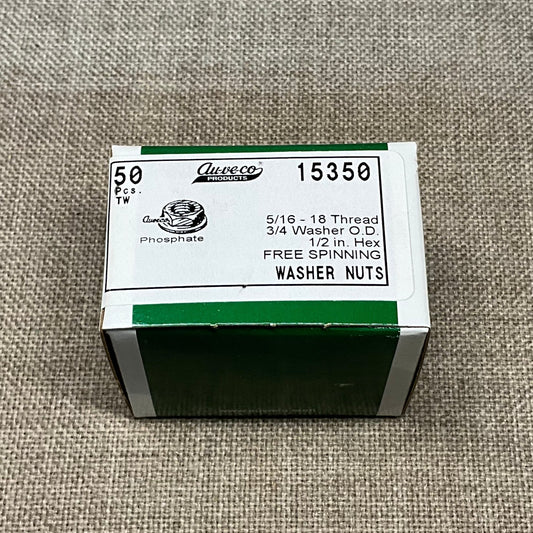 50
Pcs.
TW
Au-ve-co®
PRODUCTS
15350
Auveco
Phosphate
5/16 - 18 Thread
3/4 Washer O.D.
1/2 in. Hex
FREE SPINNING
WASHER NUTS